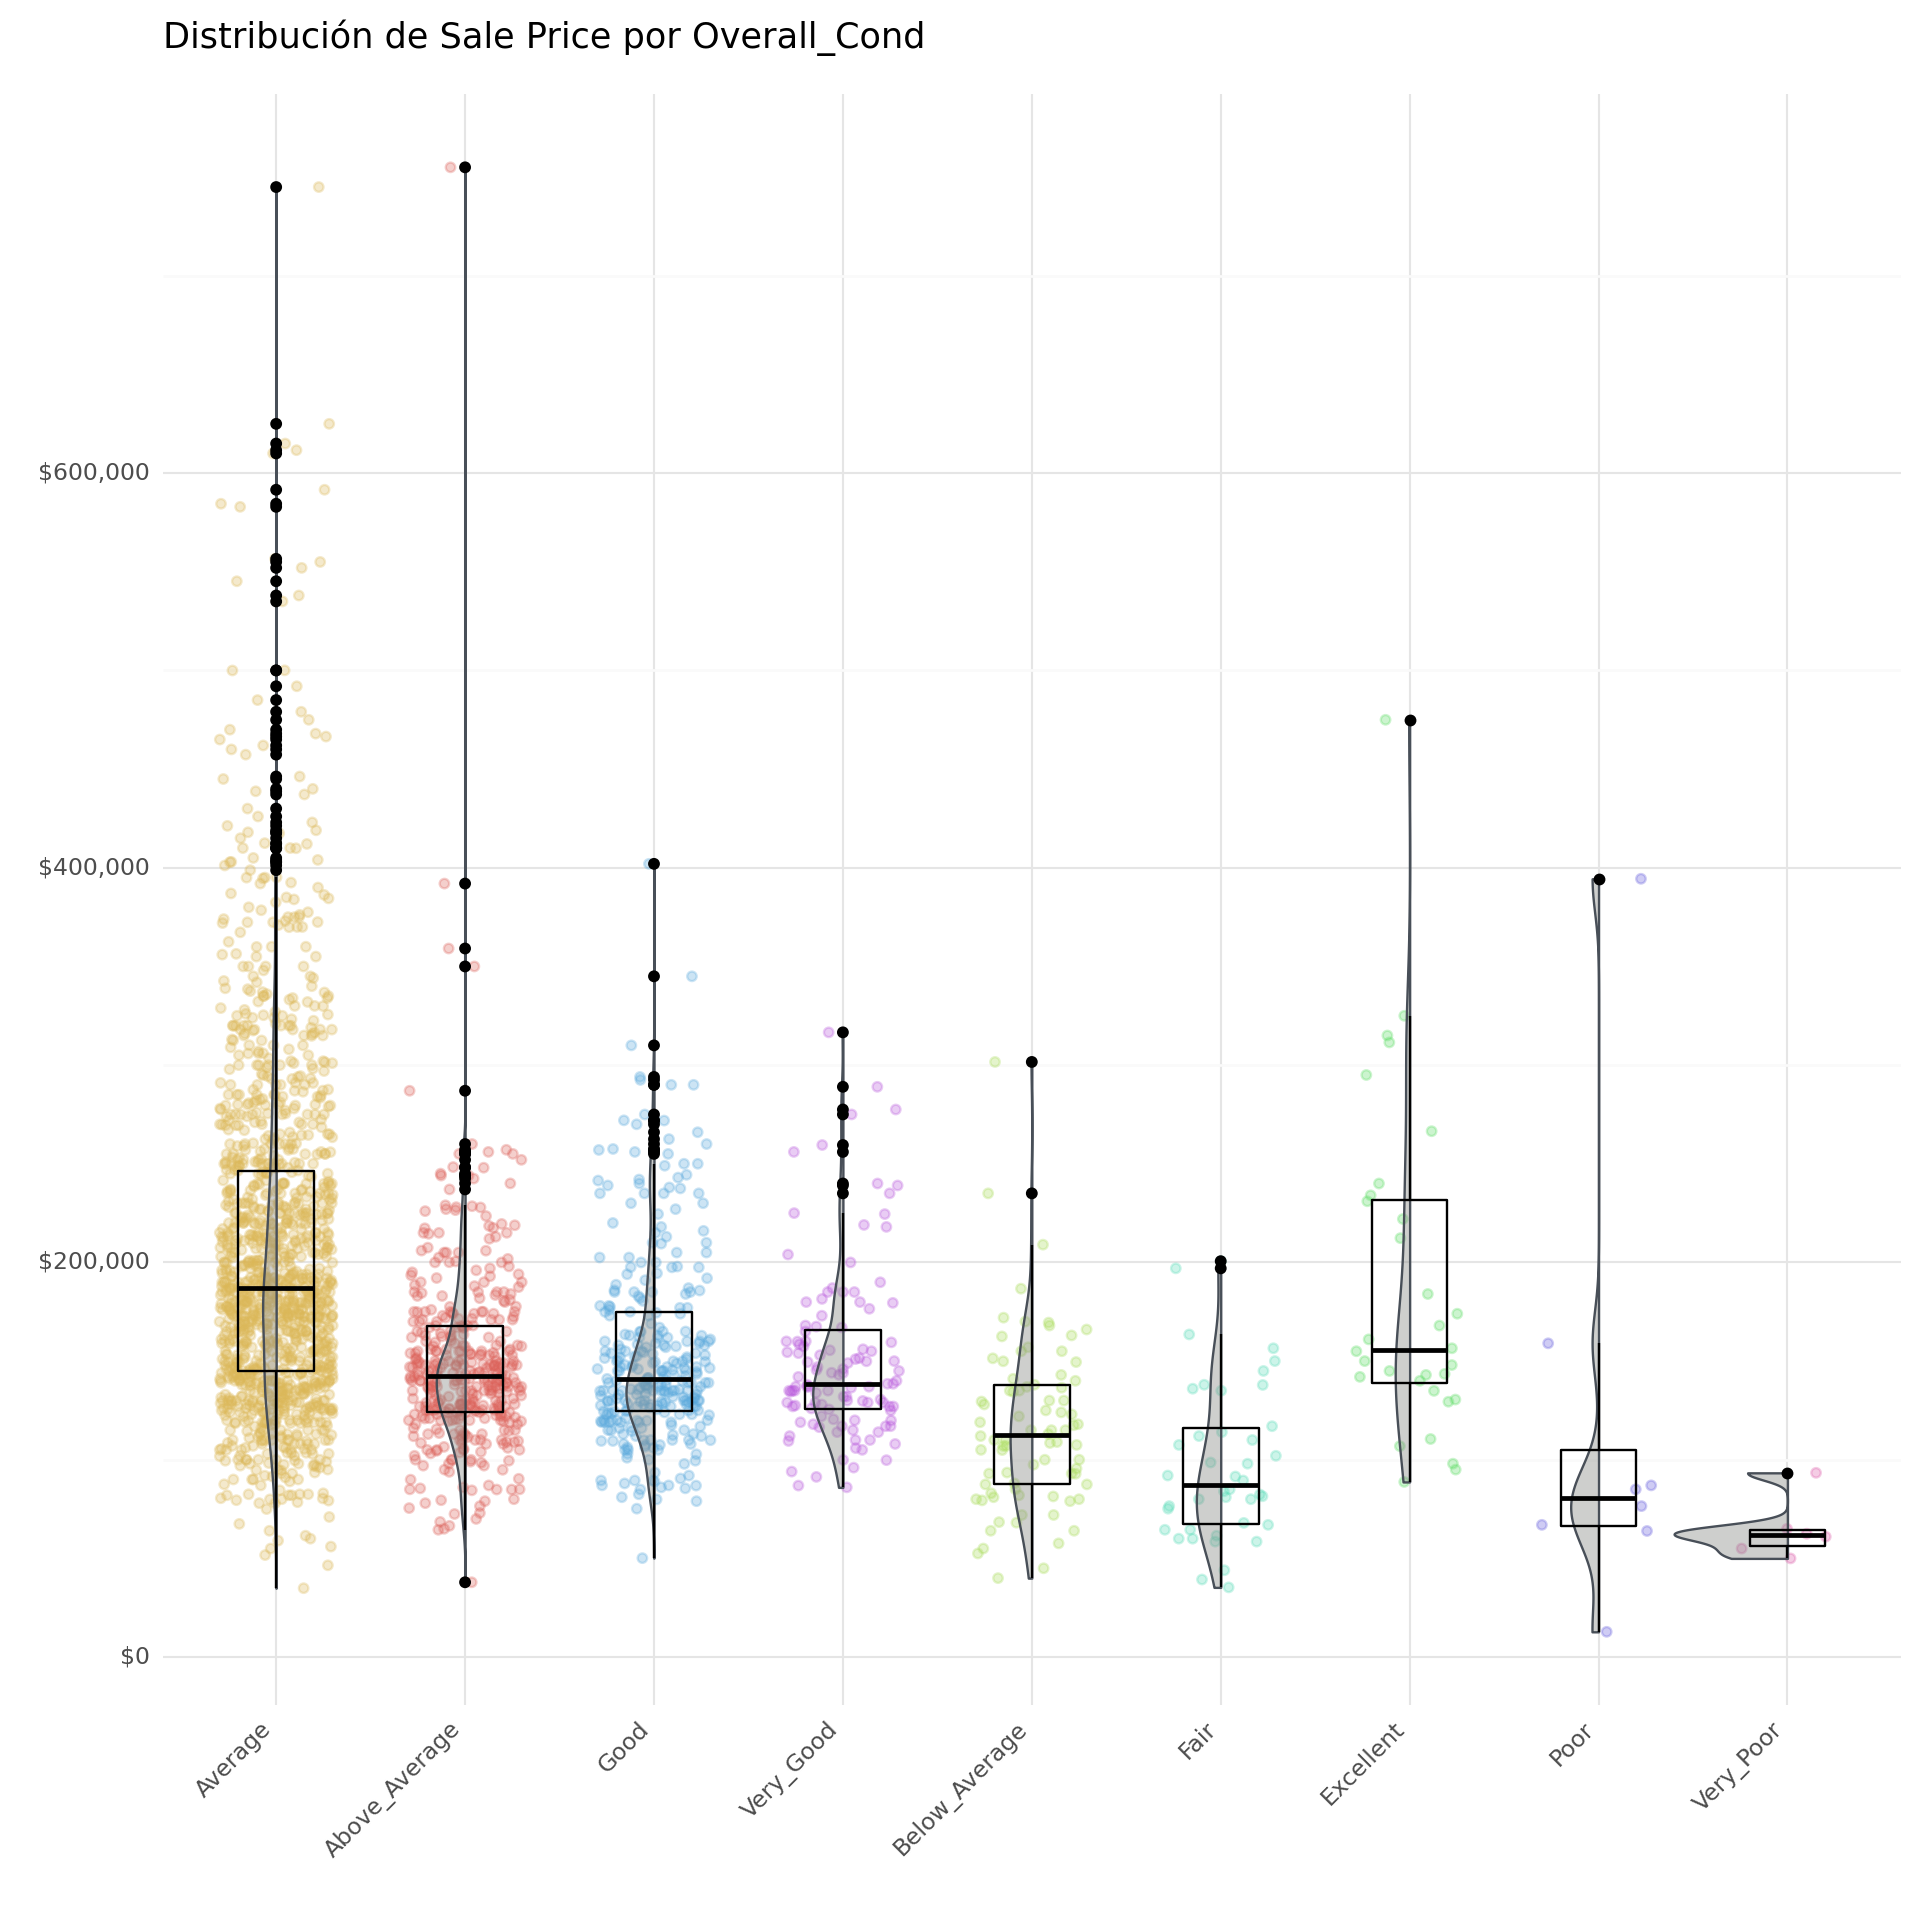 Distribución de Sale Price por Overall_Cond
$600,000
$400,000
$200,000
$0
Average
Above_Average
Good
Very_Good
Below_Average
Fair
Excellent
Poor
Very_Poor